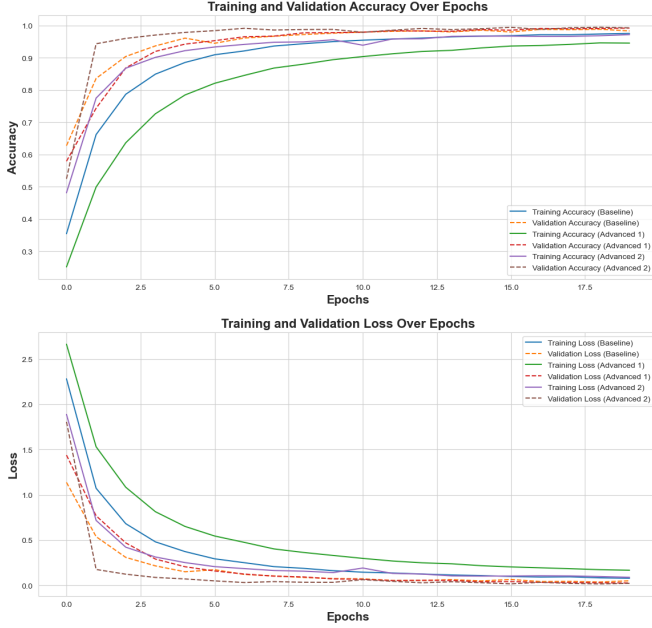 Training and Validation Accuracy Over Epochs
1.0
0.9
0.8
0.7
0.6
0.5
0.4
0.3
Accuracy
Training Accuracy (Baseline)
Validation Accuracy (Baseline)
Training Accuracy (Advanced 1)
Validation Accuracy (Advanced 1)
Training Accuracy (Advanced 2)
Validation Accuracy (Advanced 2)
0.0 2.5 5.0 7.5 10.0 12.5 15.0 17.5
Epochs
Training and Validation Loss Over Epochs
Training Loss (Baseline)
Validation Loss (Baseline)
Training Loss (Advanced 1)
Validation Loss (Advanced 1)
Training Loss (Advanced 2)
Validation Loss (Advanced 2)
2.5
2.0
1.5
1.0
0.5
0.0
Loss
0.0 2.5 5.0 7.5 10.0 12.5 15.0 17.5
Epochs